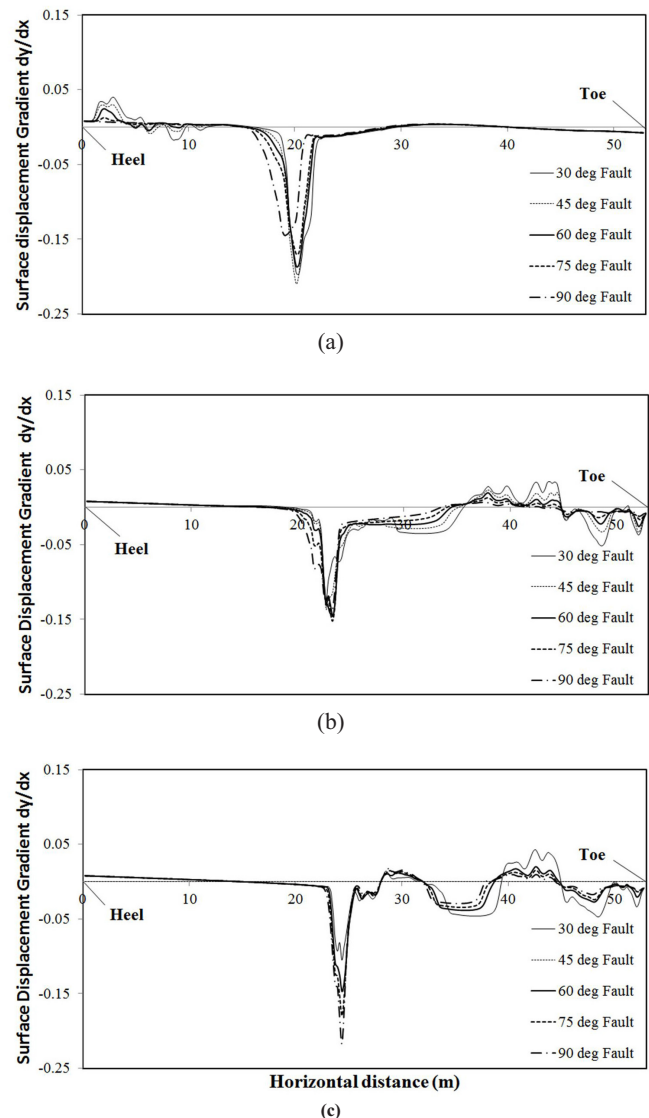 0.15
0.05
-0.05
-0.15
-0.25
Surface displacement Gradient dy/dx
Heel
Toe
0 10 20 30 40 50
30 deg Fault
45 deg Fault
60 deg Fault
75 deg Fault
90 deg Fault
(a)
0.15
0.05
-0.05
-0.15
-0.25
Surface Displacement Gradient dy/dx
Heel
Toe
0 10 20 30 40 50
30 deg Fault
45 deg Fault
60 deg Fault
75 deg Fault
90 deg Fault
(b)
0.15
0.05
-0.05
-0.15
-0.25
Surface Displacement Gradient dy/dx
Heel
Toe
0 10 20 30 40 50
30 deg Fault
45 deg Fault
60 deg Fault
75 deg Fault
90 deg Fault
Horizontal distance (m)
(c)